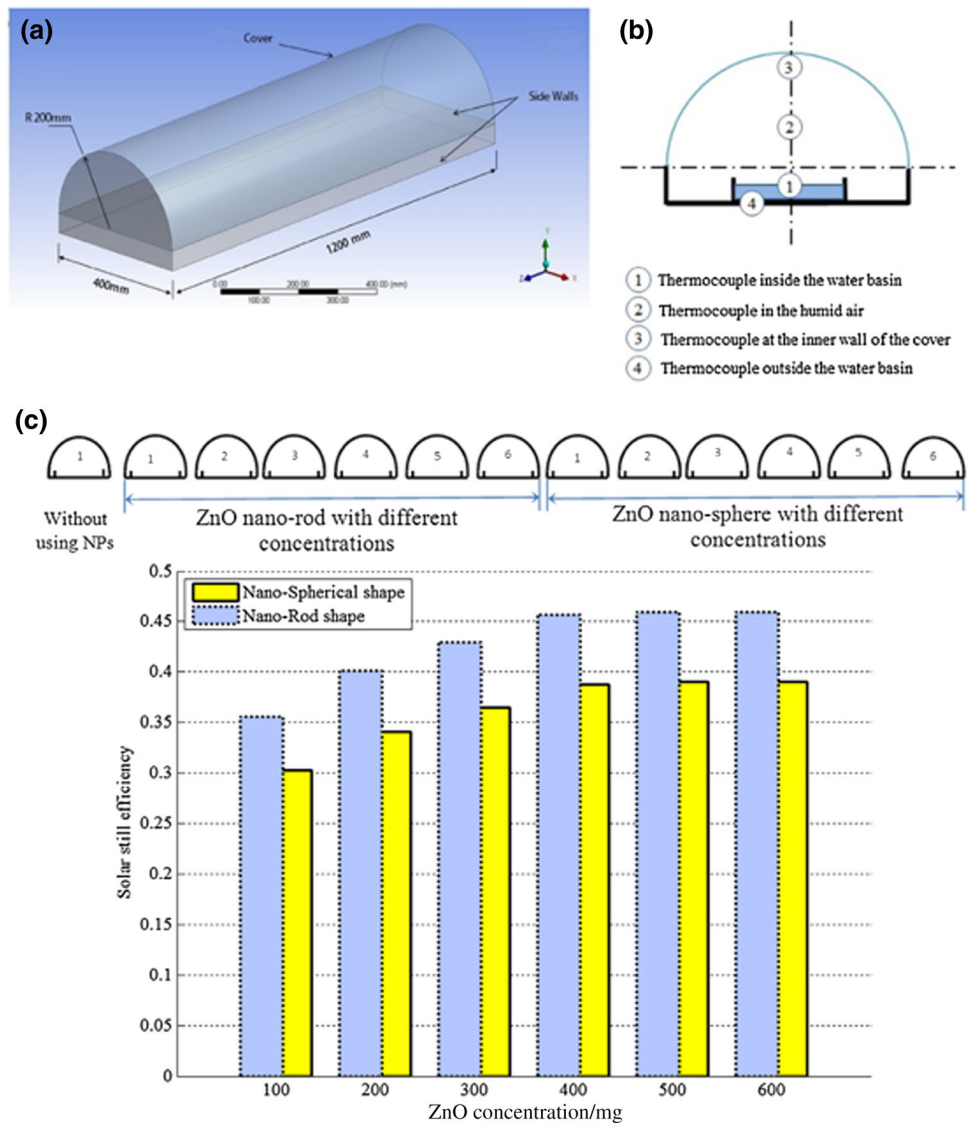 (a)
Cover
Side Walls
R 200mm
1200 mm
400mm
0.00 200.00 400.00 (mm)
100.00 300.00
Y
Z X
(b)
3
2
1
4
1 Thermocouple inside the water basin
2 Thermocouple in the humid air
3 Thermocouple at the inner wall of the cover
4 Thermocouple outside the water basin
(c)
1 1 2 3 4 5 6 1 2 3 4 5 6
Without
using NPs
ZnO nano-rod with different
concentrations
ZnO nano-sphere with different
concentrations
0.5
0.45
0.4
0.35
0.3
0.25
0.2
0.15
0.1
0.05
0
Solar still efficiency
Nano-Spherical shape
Nano-Rod shape
100 200 300 400 500 600
ZnO concentration/mg